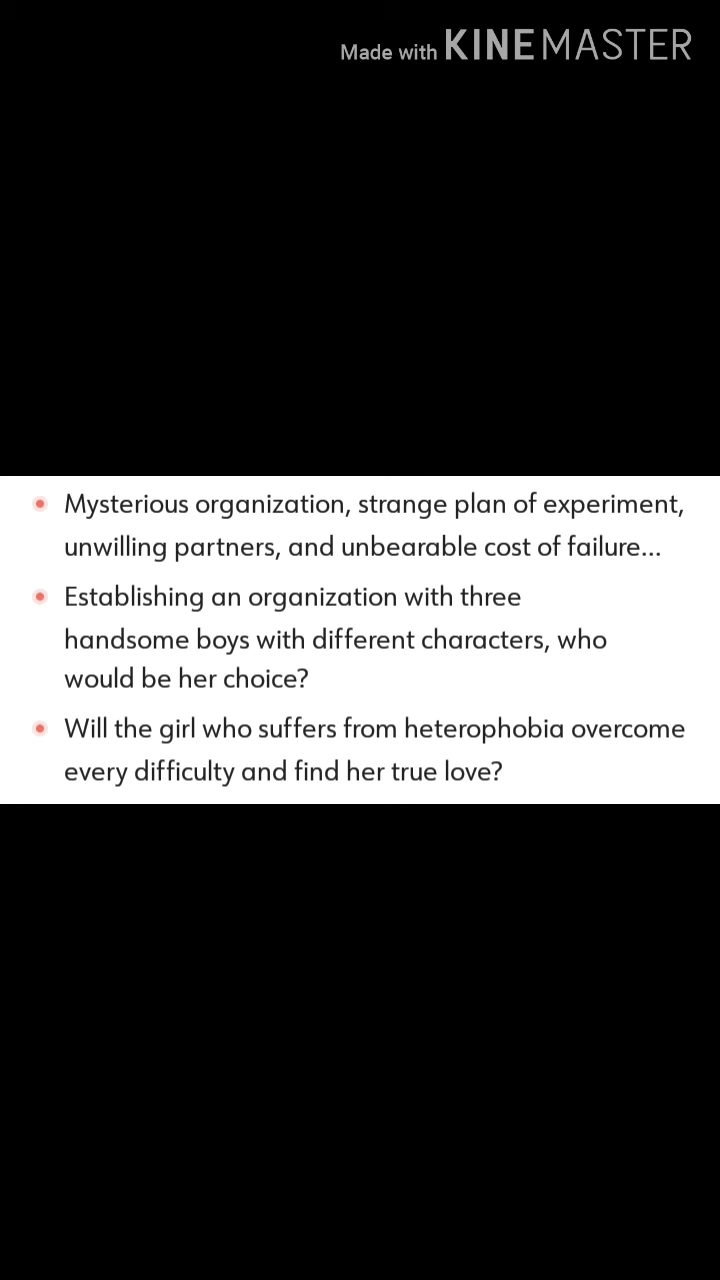 Made with KINEMASTER
Mysterious organization, strange plan of experiment,
unwilling partners, and unbearable cost of failure...
Establishing an organization with three
handsome boys with different characters, who
would be her choice?
Will the girl who suffers from heterophobia overcome
every difficulty and find her true love?